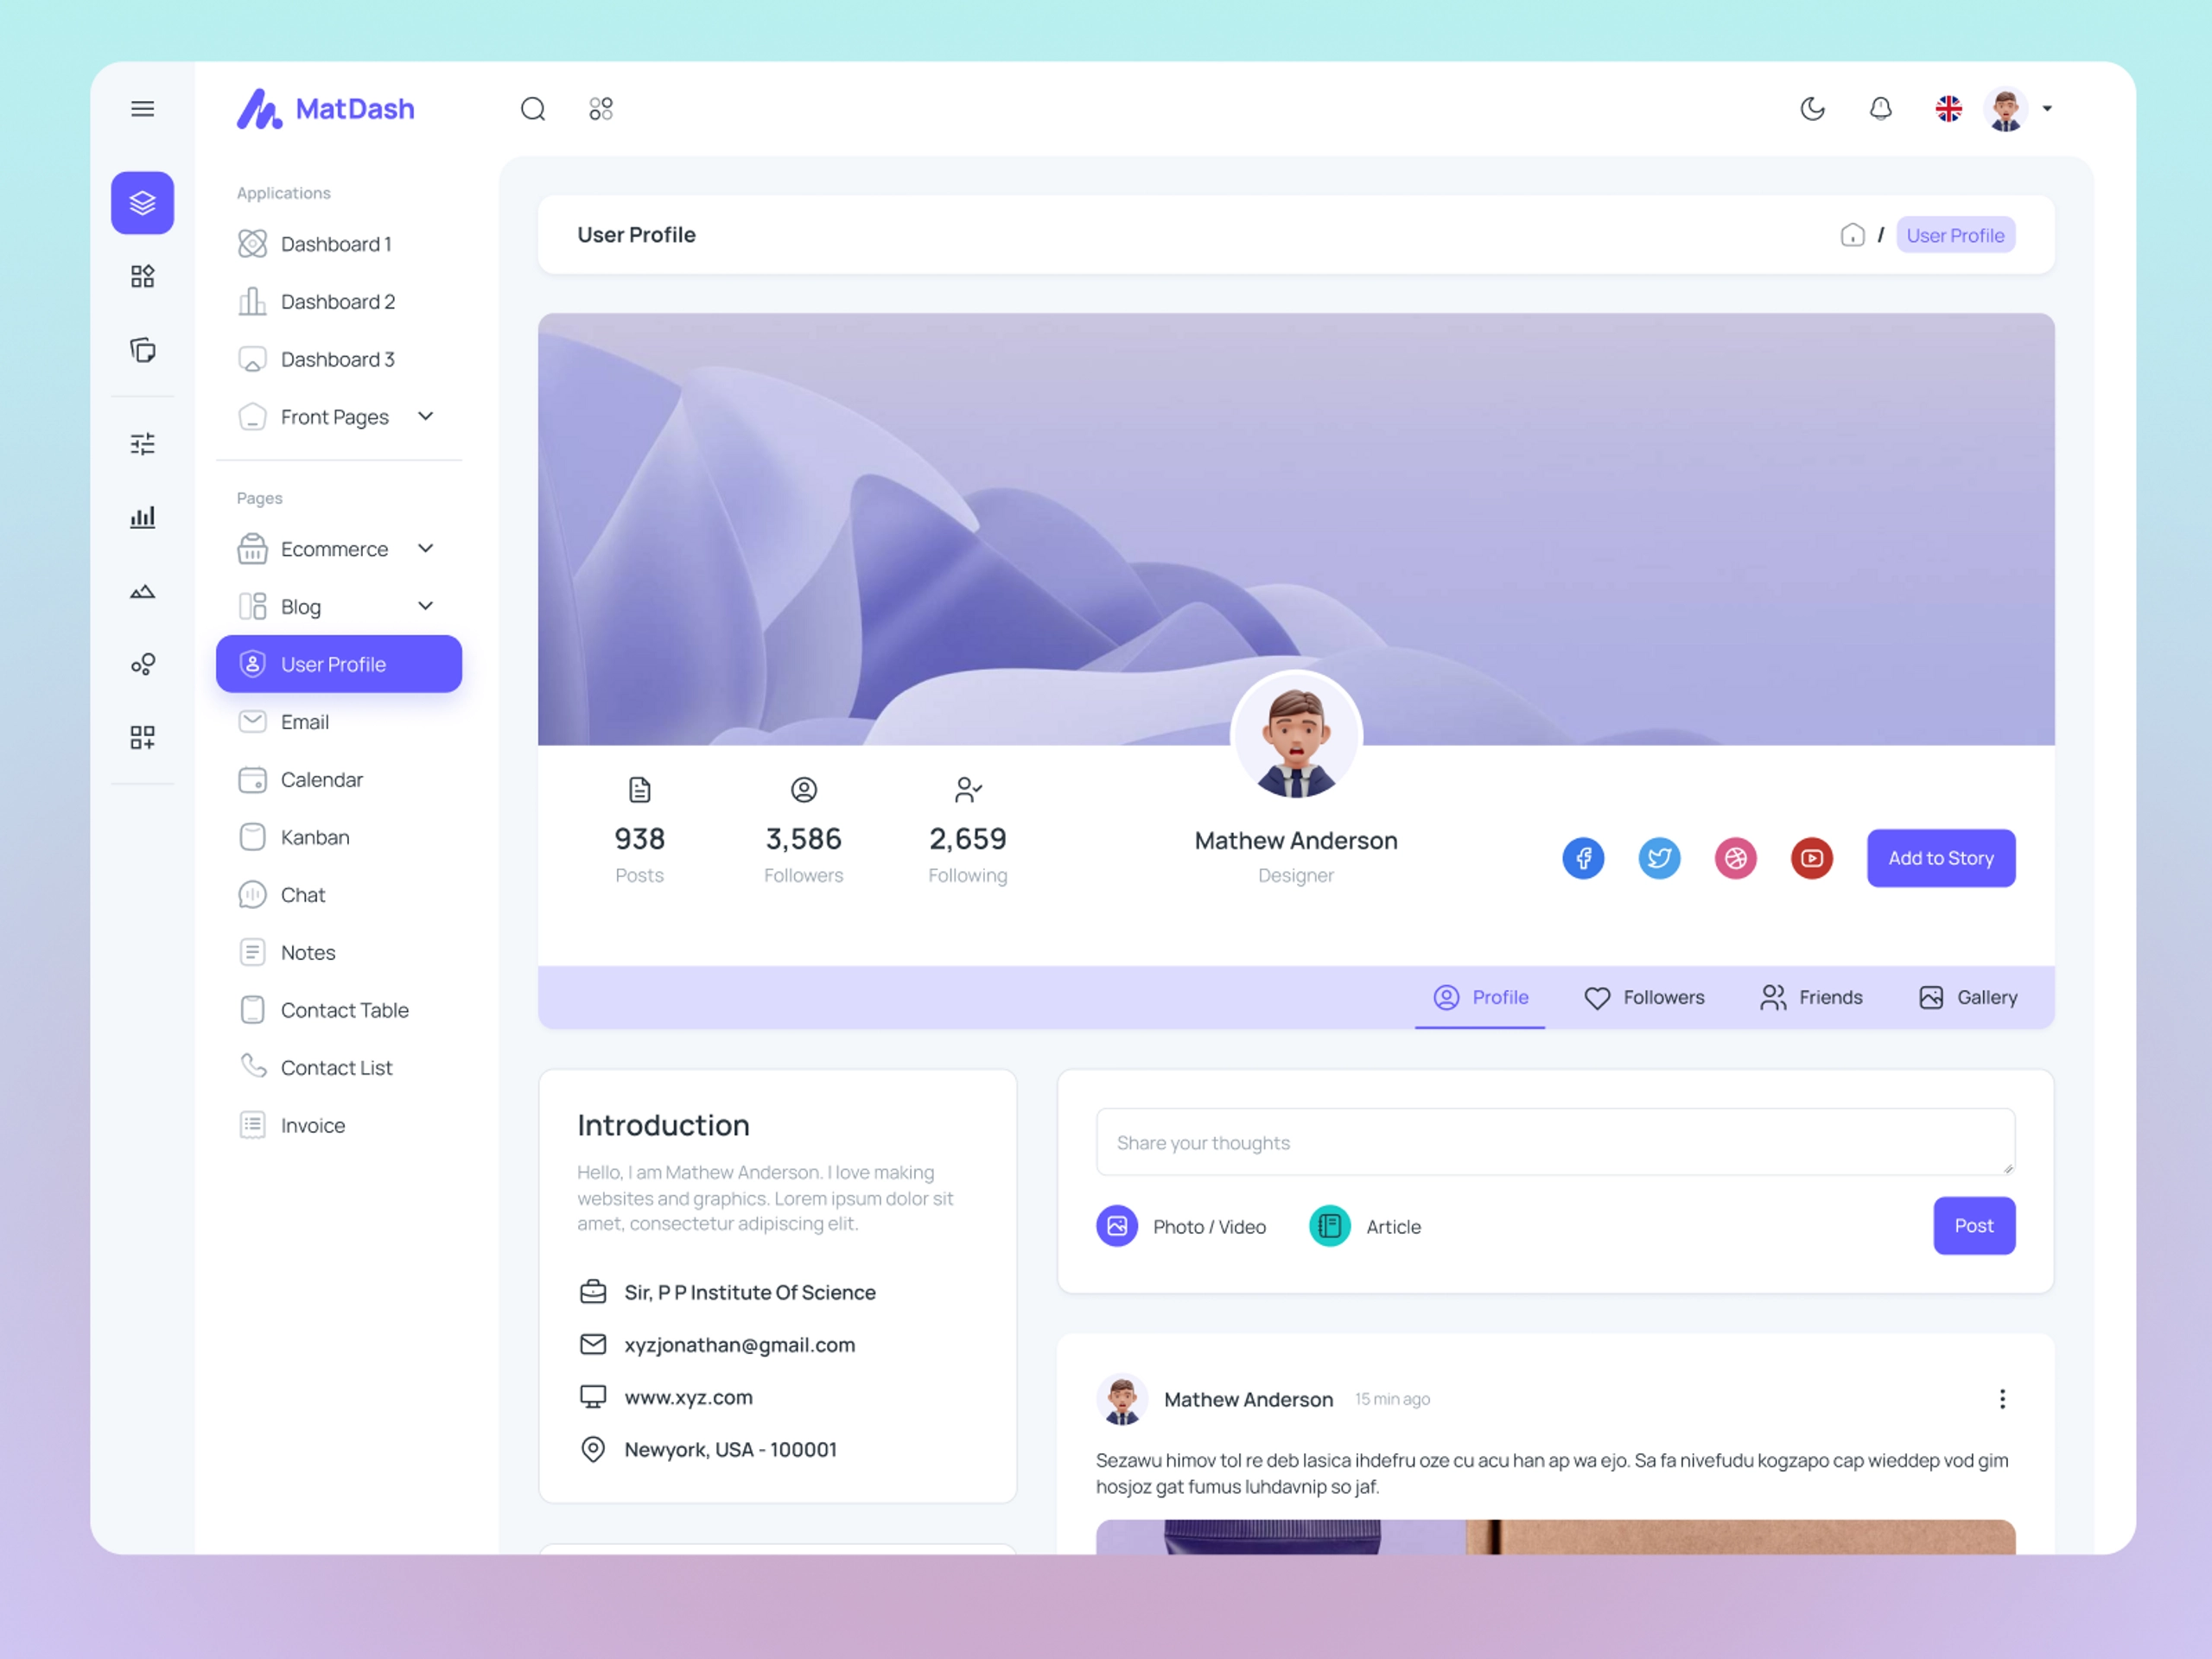 MatDash
Applications
Dashboard 1
Dashboard 2
Dashboard 3
Front Pages
Pages
Ecommerce
Blog
User Profile
Email
Calendar
Kanban
Chat
Notes
Contact Table
Contact List
Invoice
User Profile
/ User Profile
938
Posts
3,586
Followers
2,659
Following
Mathew Anderson
Designer
Add to Story
Profile
Followers
Friends
Gallery
Introduction
Hello, I am Mathew Anderson. I love making
websites and graphics. Lorem ipsum dolor sit
amet, consectetur adipiscing elit.
Sir, P P Institute Of Science
xyzjonathan@gmail.com
www.xyz.com
Newyork, USA - 100001
Share your thoughts
Photo / Video
Article
Post
Mathew Anderson 15 min ago
Sezawu himov tol re deb lasica ihdefru oze cu acu han ap wa ejo. Sa fa nivefudu kogzapo cap wieddep vod gim
hosjoz gat fumus luhdavnip so jaf.